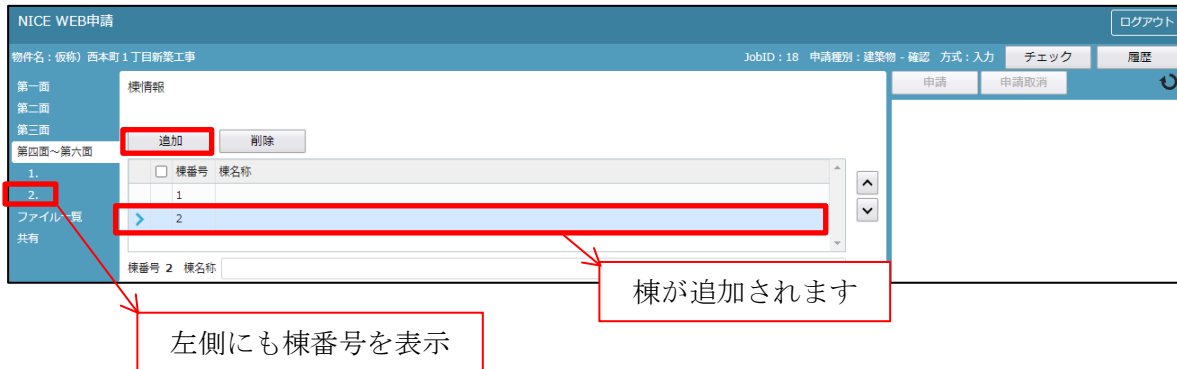 NICE WEB申請
ログアウト
物件名：仮称）西本町１丁目新築工事
JobID：18 申請種別：建築物 - 確認 方式：入力
チェック
履歴
第一面
第二面
第三面
第四面～第六面
1.
2.
ファイル一覧
共有
棟情報
追加
削除
棟番号 棟名称
1
2
棟番号 2 棟名称
申請
申請取消
棟が追加されます
左側にも棟番号を表示